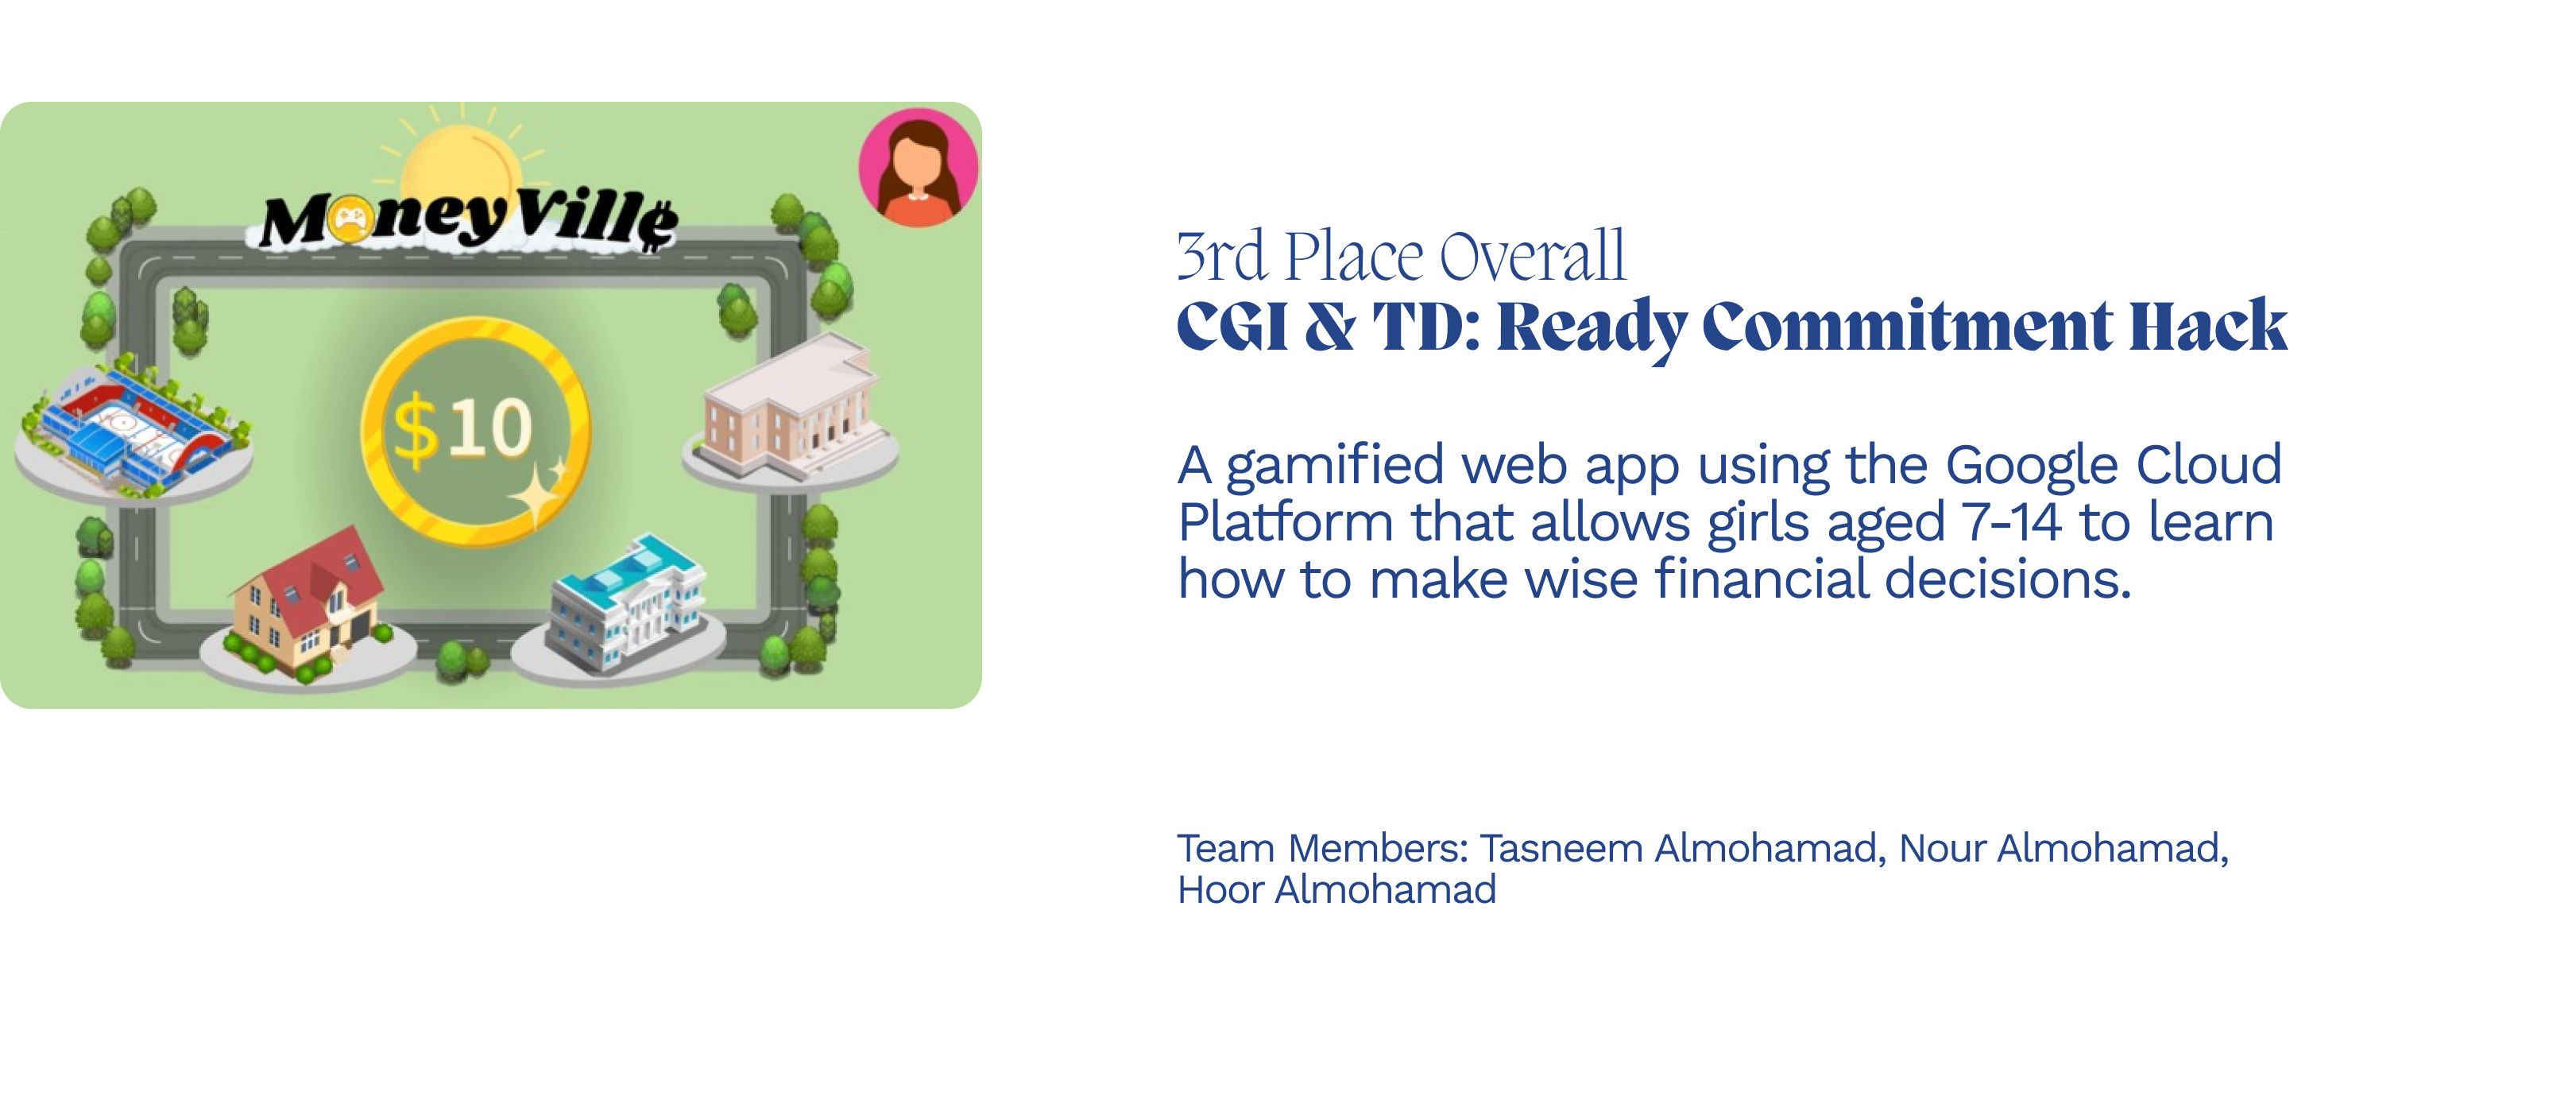 MoneyVille
$10
3rd Place Overall
CGI & TD: Ready Commitment Hack
A gamified web app using the Google Cloud
Platform that allows girls aged 7-14 to learn
how to make wise financial decisions.
Team Members: Tasneem Almohamad, Nour Almohamad,
Hoor Almohamad